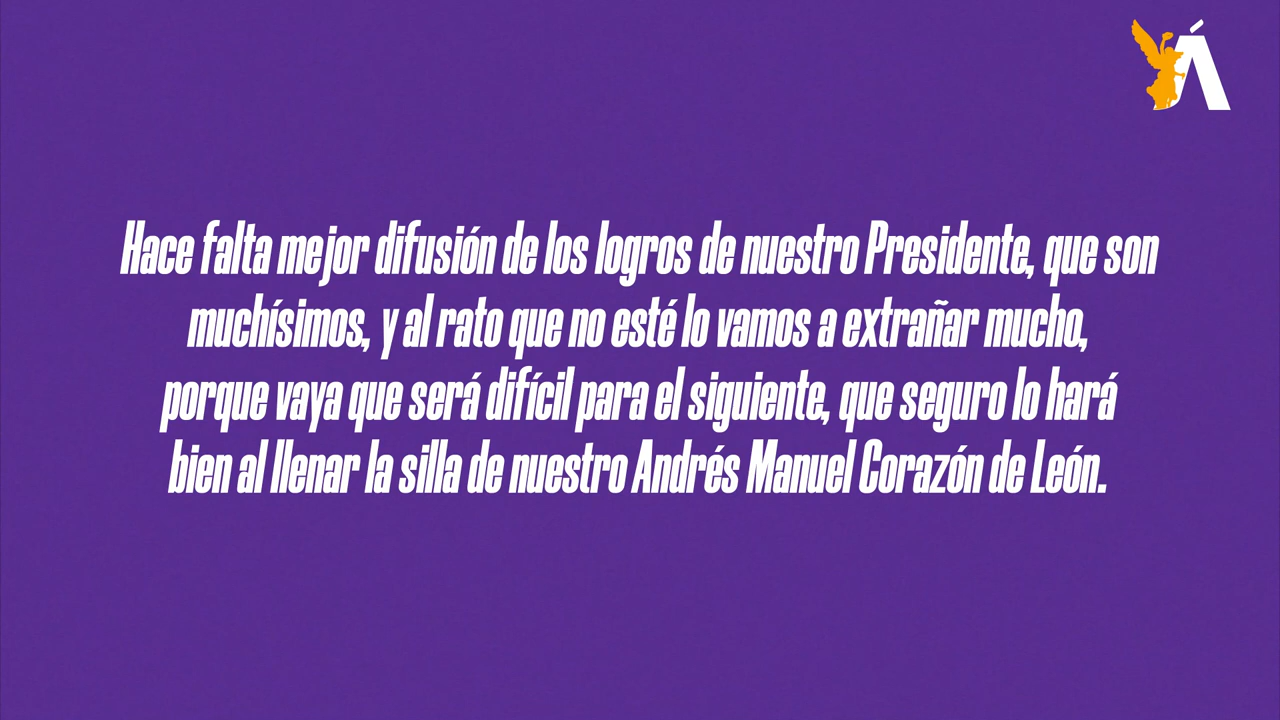 Á
Hace falta mejor difusión de los logros de nuestro Presidente, que son
muchísimos, y al rato que no esté lo vamos a extrañar mucho,
porque vaya que será difícil para el siguiente, que seguro lo hará
bien al llenar la silla de nuestro Andrés Manuel Corazón de León.